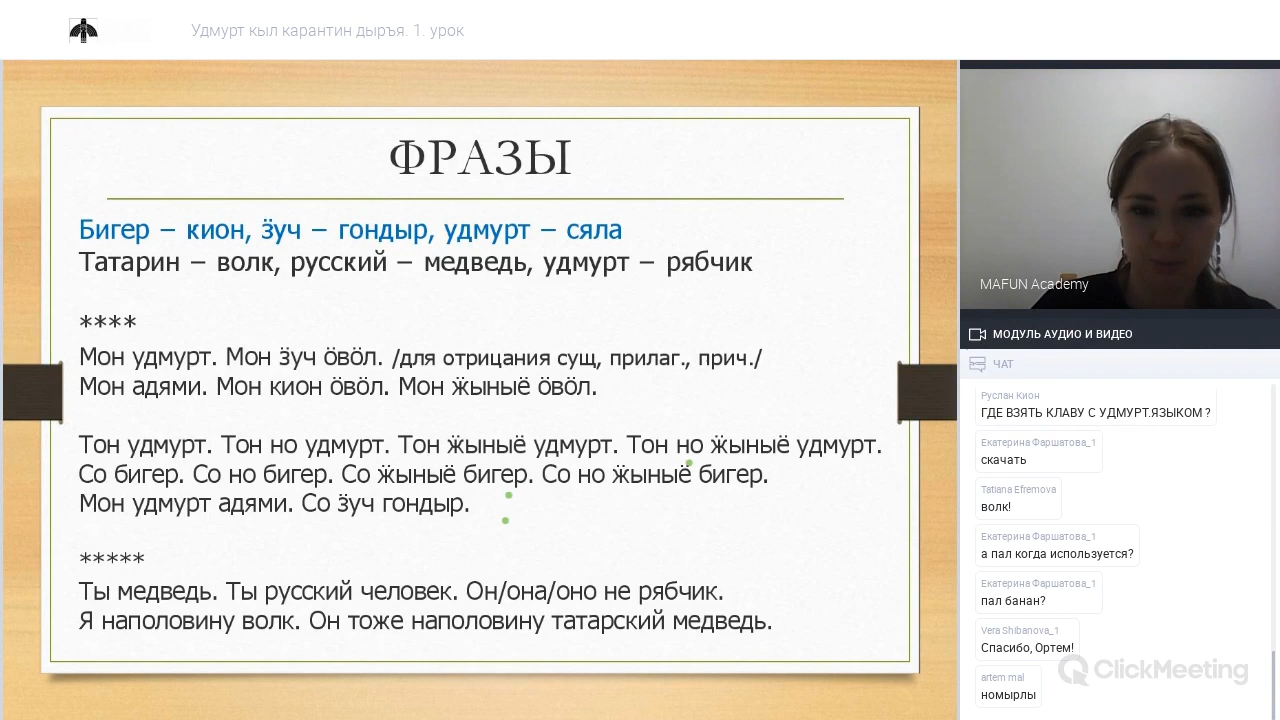 Удмурт кыл карантин дыръя. 1. урок
ФРАЗЫ
Бигер – кион, ӟуч – гондыр, удмурт – сяла
Татарин – волк, русский – медведь, удмурт – рябчик
****
Мон удмурт. Мон ӟуч ӧвӧл. /для отрицания сущ, прилаг., прич./
Мон адями. Мон кион ӧвӧл. Мон ӝыныё ӧвӧл.
Тон удмурт. Тон но удмурт. Тон ӝыныё удмурт. Тон но ӝыныё удмурт.
Со бигер. Со но бигер. Со ӝыныё бигер. Со но ӝыныё бигер.
Мон удмурт адями. Со ӟуч гондыр.
*****
Ты медведь. Ты русский человек. Он/она/оно не рябчик.
Я наполовину волк. Он тоже наполовину татарский медведь.
MAFUN Academy
МОДУЛЬ АУДИО И ВИДЕО
ЧАТ
Руслан Кион
ГДЕ ВЗЯТЬ КЛАВУ С УДМУРТ.ЯЗЫКОМ ?
Екатерина Фаршатова_1
скачать
Tatiana Efremova
волк!
Екатерина Фаршатова_1
а пал когда используется?
Екатерина Фаршатова_1
пал банан?
Vera Shibanova_1
Спасибо, Ортем!
artem mal
номырлы
ClickMeeting